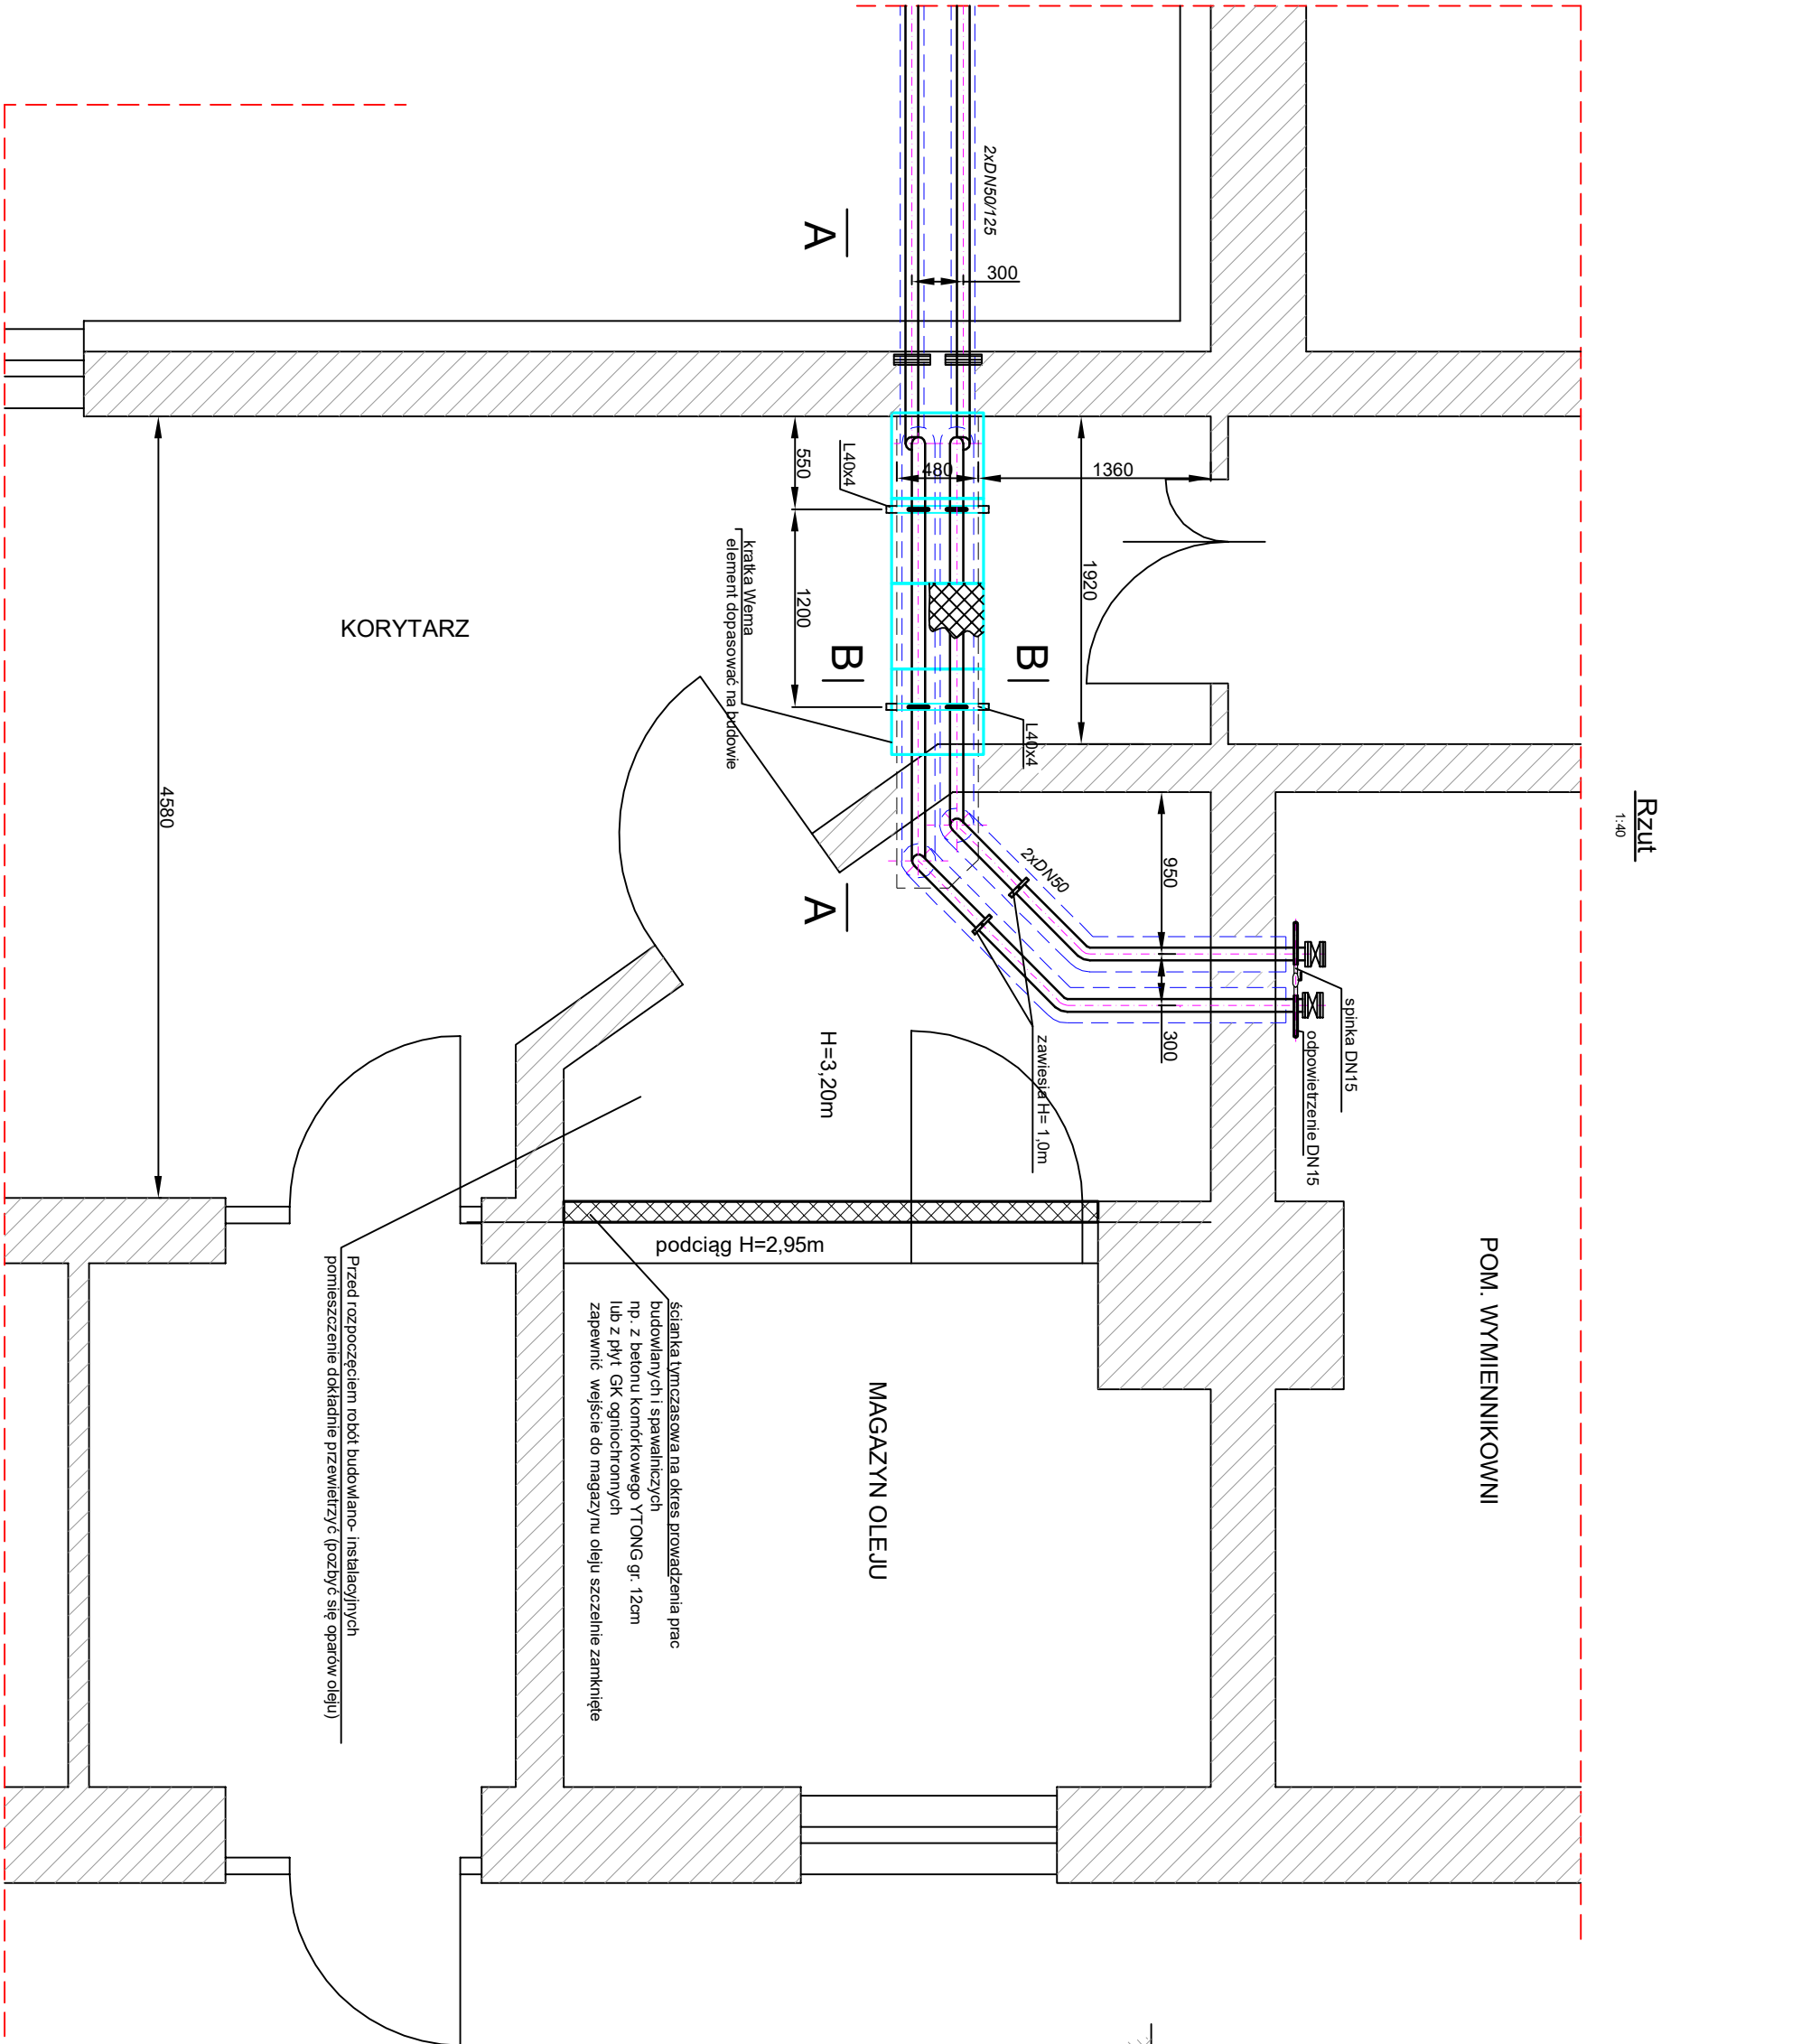 Rzut
1:40
2xDN50/125
300
A
550
L40x4
480
1360
1920
1200
kratka Wema
element dopasować na budowie
B
B
L40x4
KORYTARZ
4580
A
2xDN50
950
300
spinka DN15
odpowietrzenie DN15
zawiesia H= 1,0m
H=3,20m
POM. WYMIENNIKOWNI
podciąg H=2,95m
ścianka tymczasowa na okres prowadzenia prac
budowlanych i spawalniczych
np. z betonu komórkowego YTONG gr. 12cm
lub z płyt GK ogniochronnych
zapewnić wejście do magazynu oleju szczelnie zamknięte
MAGAZYN OLEJU
Przed rozpoczęciem robót budowlano- instalacyjnych
pomieszczenie dokładnie przewietrzyć (pozbyć się oparów oleju)